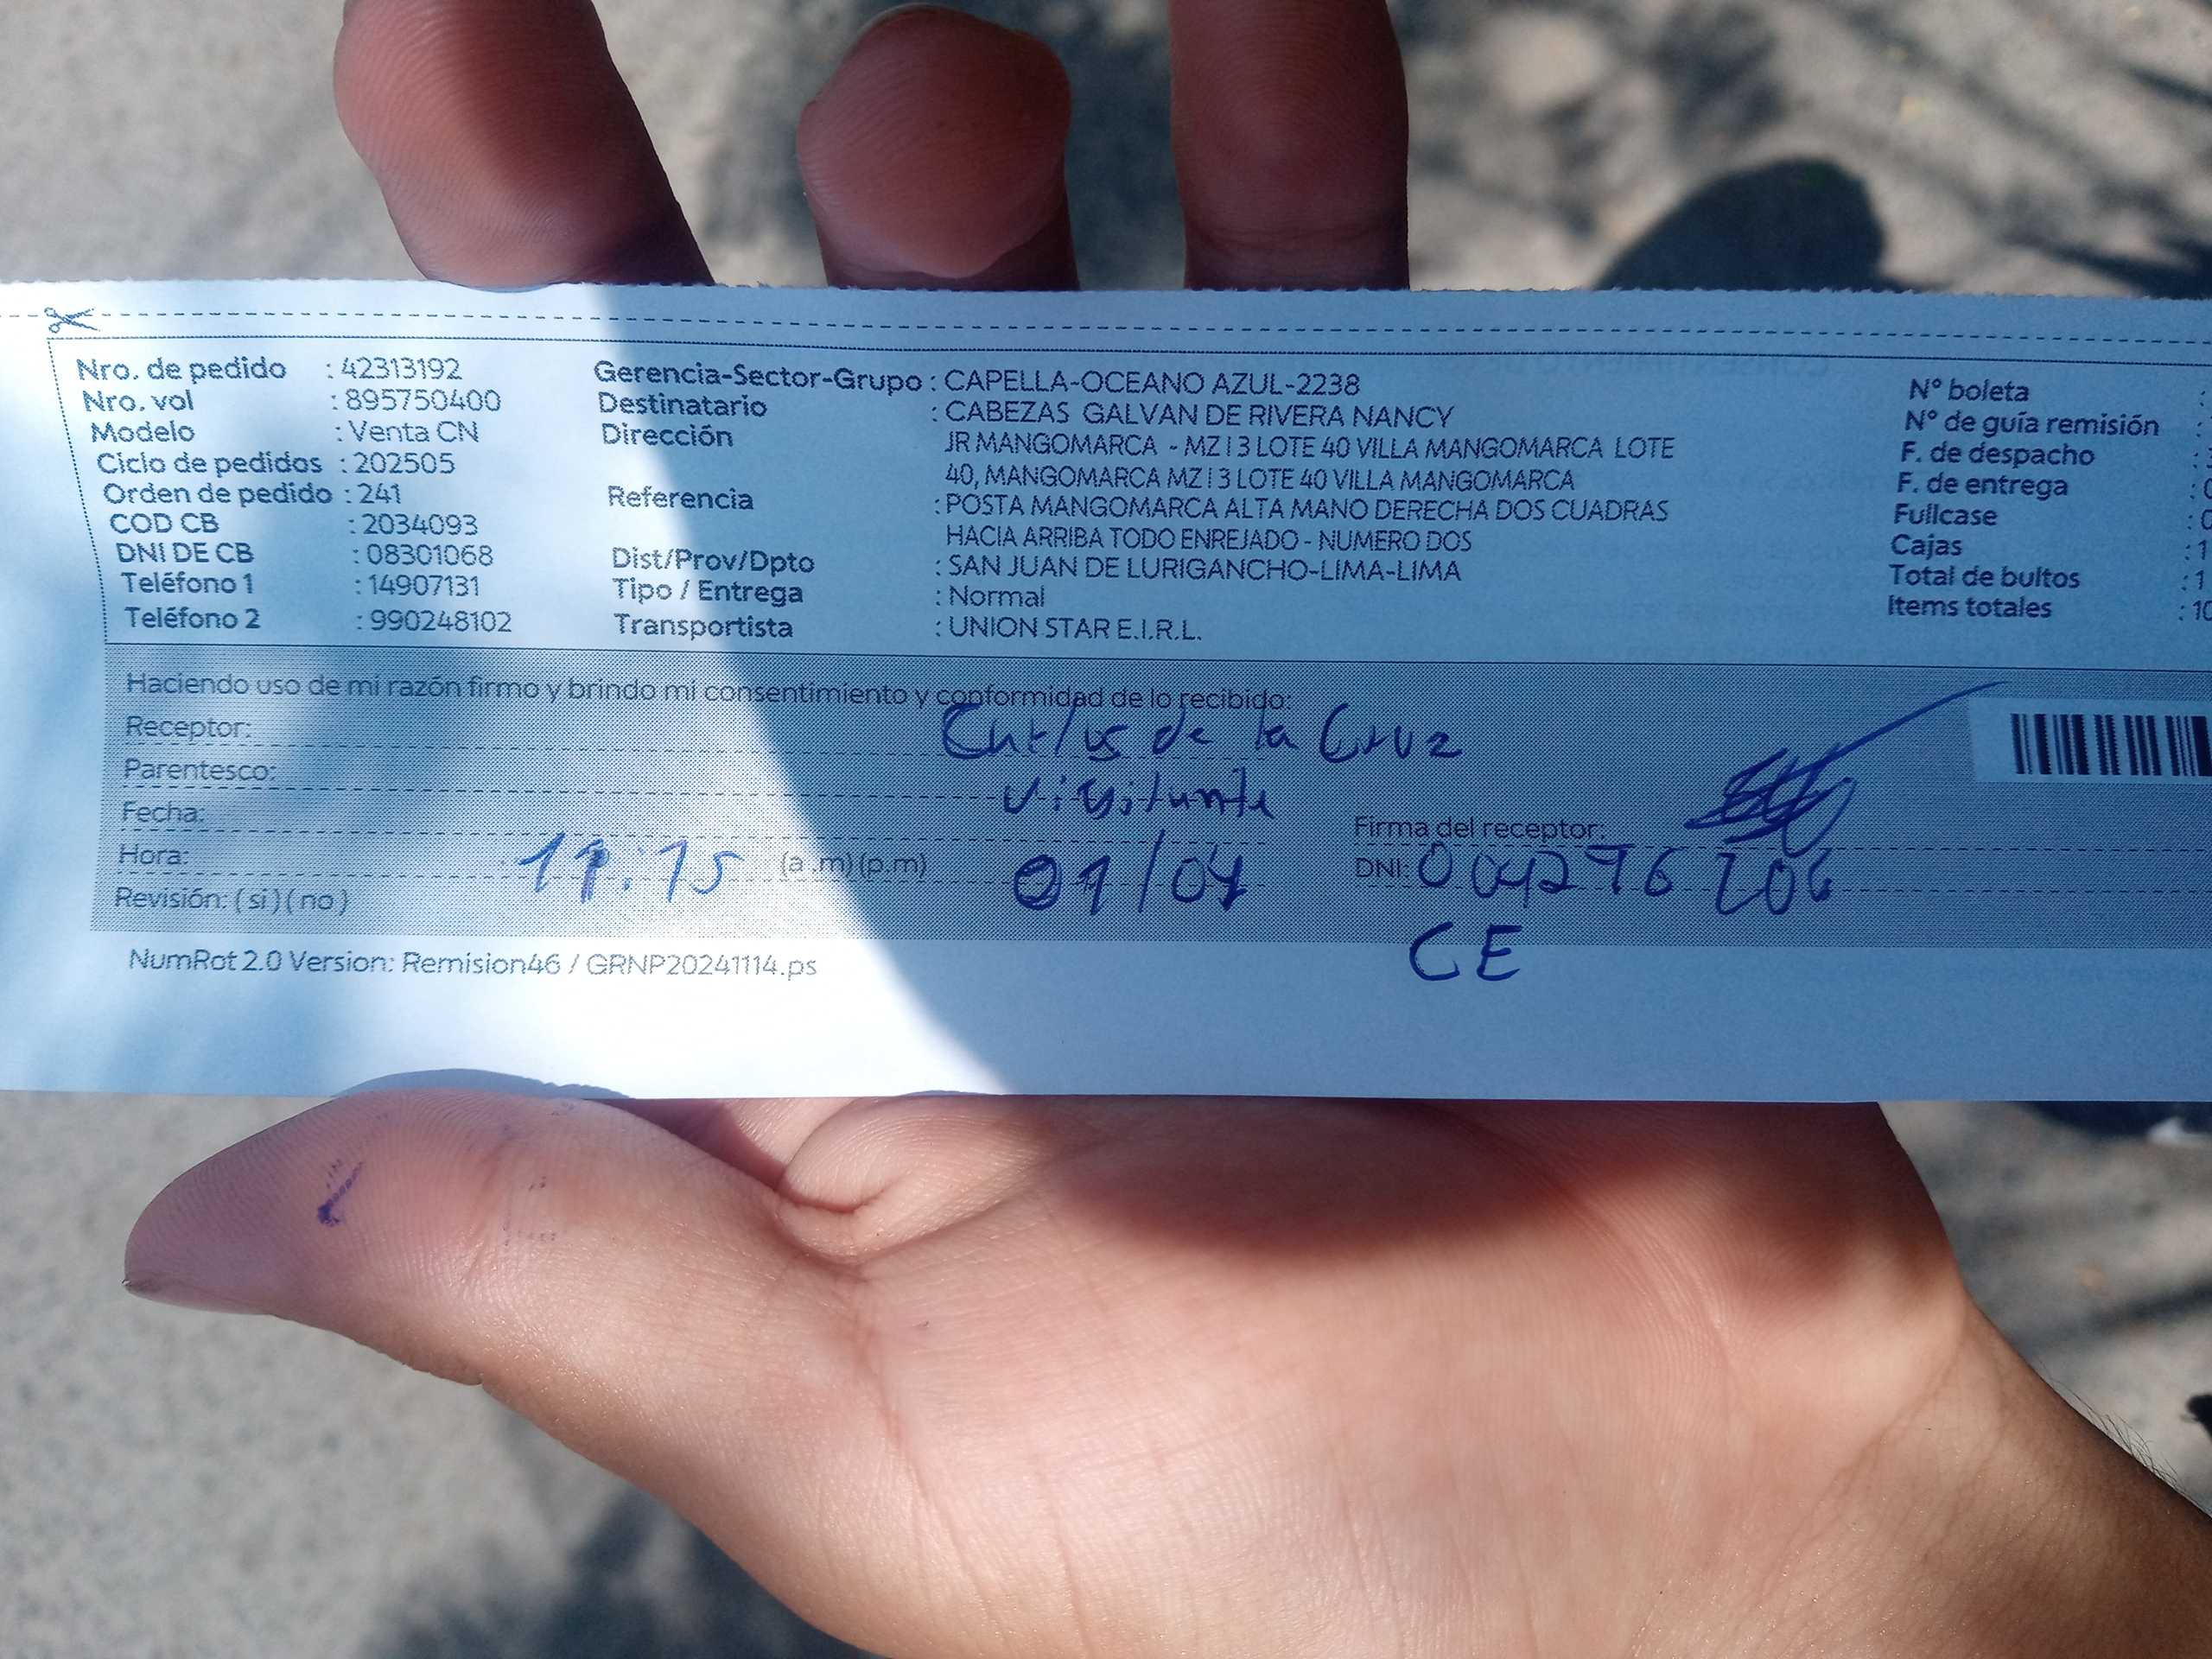 Nro. de pedido : 42313192
Nro. vol : 895750400
Modelo : Venta CN
Ciclo de pedidos : 202505
Orden de pedido : 241
COD CB : 2034093
DNI DE CB : 08301068
Teléfono 1 : 14907131
Teléfono 2 : 990248102
Gerencia-Sector-Grupo : CAPELLA-OCEANO AZUL-2238
Destinatario : CABEZAS GALVAN DE RIVERA NANCY
Dirección JR MANGOMARCA - MZ I 3 LOTE 40 VILLA MANGOMARCA LOTE
40, MANGOMARCA MZ I 3 LOTE 40 VILLA MANGOMARCA
Referencia : POSTA MANGOMARCA ALTA MANO DERECHA DOS CUADRAS
HACIA ARRIBA TODO ENREJADO - NUMERO DOS
Dist/Prov/Dpto : SAN JUAN DE LURIGANCHO-LIMA-LIMA
Tipo / Entrega : Normal
Transportista : UNION STAR E.I.R.L.
N° boleta :
N° de guía remisión :
F. de despacho :
F. de entrega :
Fullcase :
Cajas : 1
Total de bultos : 1
Items totales : 10
Haciendo uso de mi razón firmo y brindo mi consentimiento y conformidad de lo recibido:
Receptor: de la Cruz
Parentesco: Vigilante
Fecha: 01/04
Hora: (a .m) (p.m)
Revisión: ( si ) ( no )
Firma del receptor:
DNI:
CE
NumRot 2.0 Version: Remision46 / GRNP20241114.ps